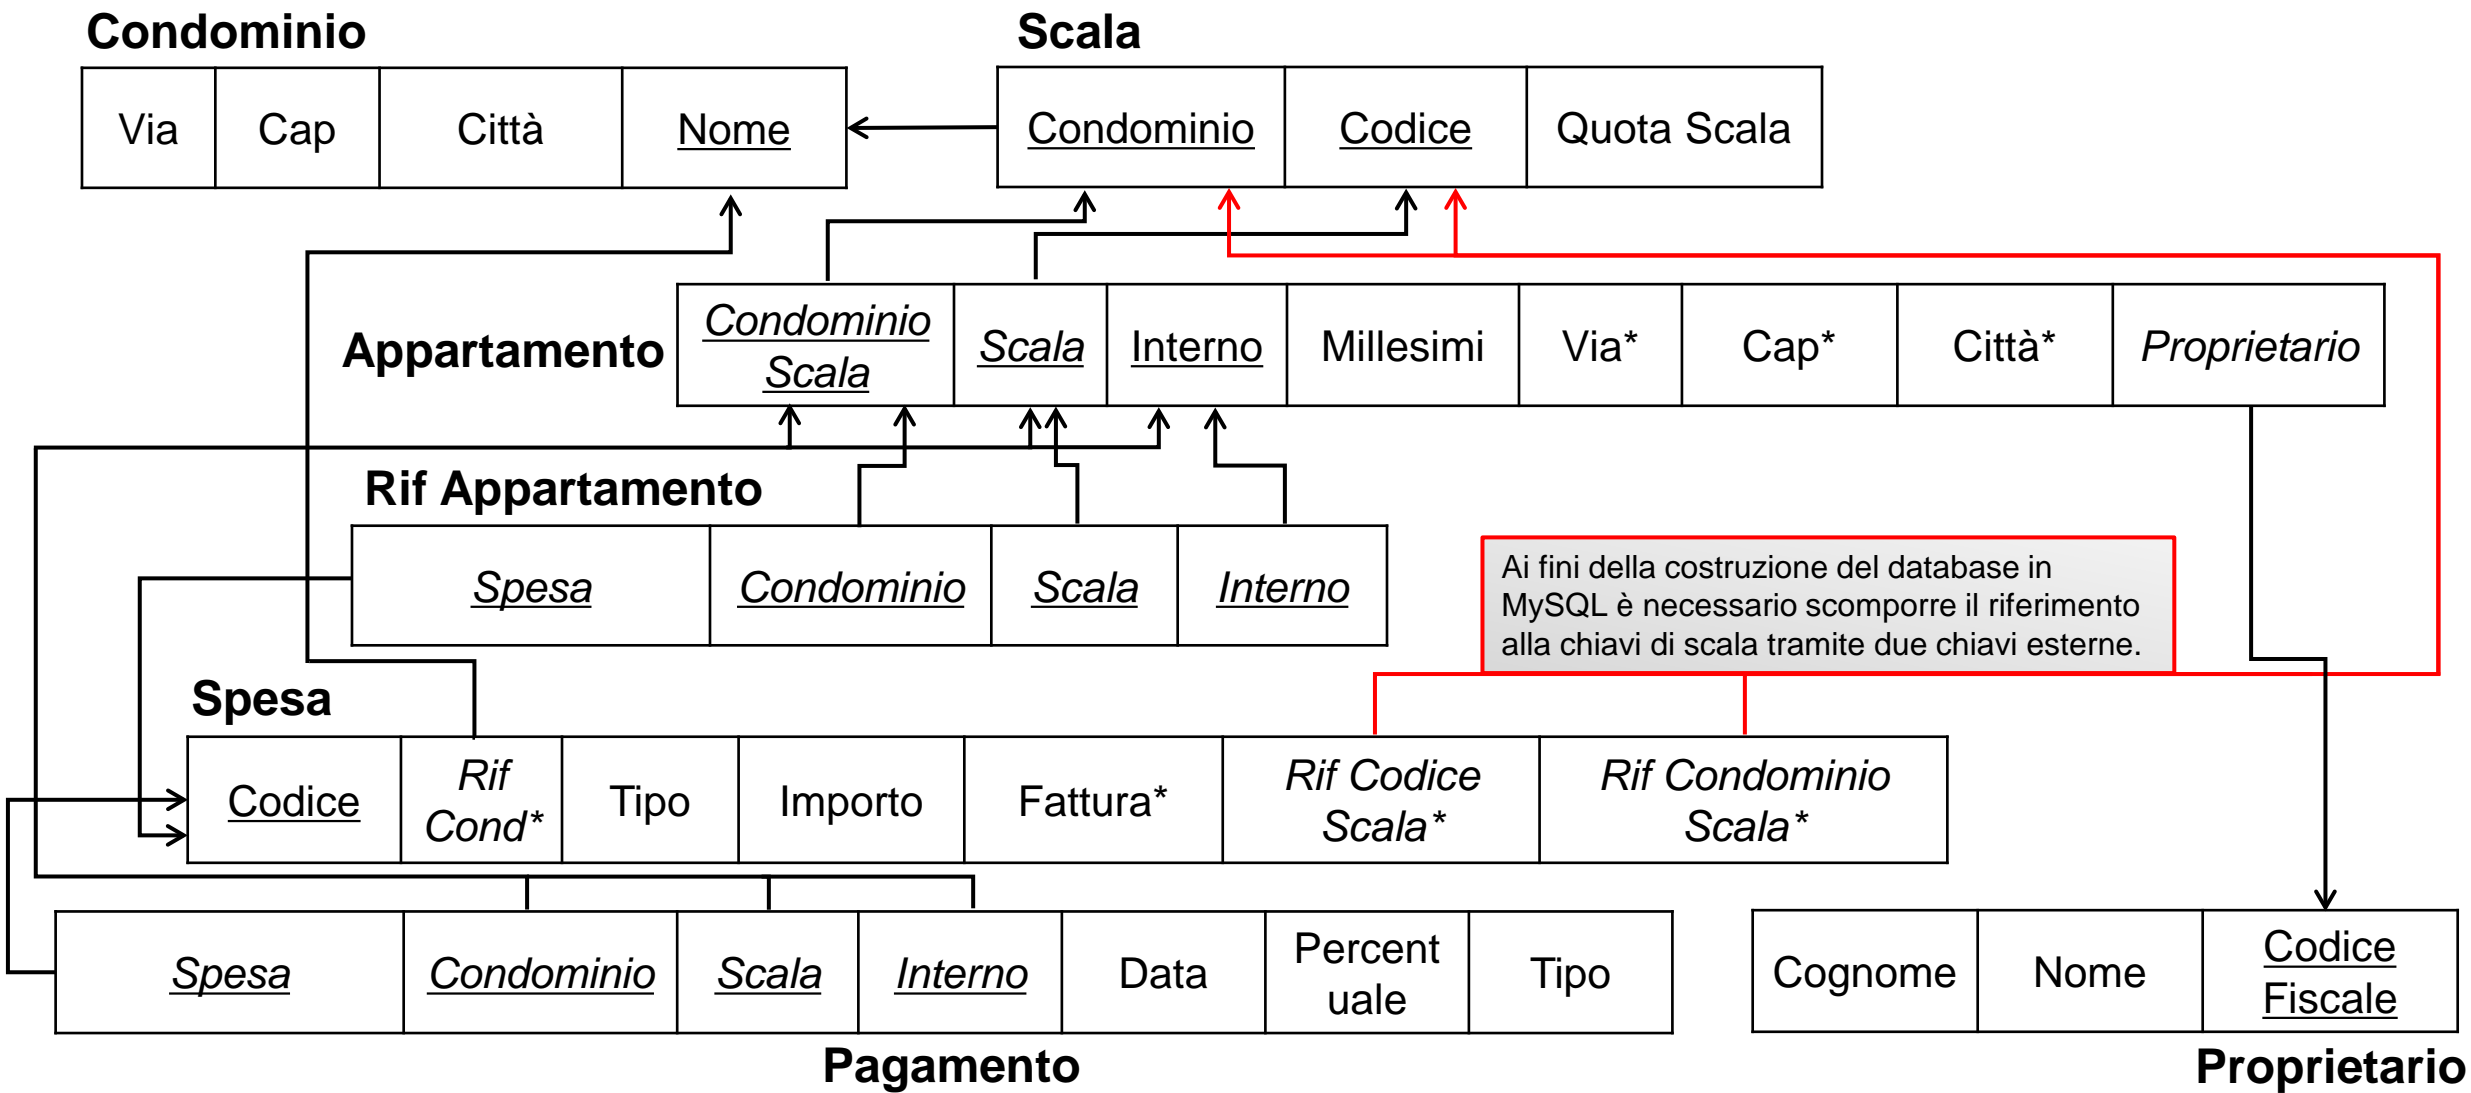 Condominio
Scala
Via Cap Città Nome
Condominio Codice Quota Scala
Appartamento
Condominio
Scala
Scala
Interno
Millesimi
Via*
Cap*
Città*
Proprietario
Rif Appartamento
Spesa
Condominio
Scala
Interno
Ai fini della costruzione del database in
MySQL è necessario scomporre il riferimento
alla chiavi di scala tramite due chiavi esterne.
Spesa
Codice
Rif
Cond*
Tipo
Importo
Fattura*
Rif Codice
Scala*
Rif Condominio
Scala*
Spesa
Condominio
Scala
Interno
Data
Percent
uale
Tipo
Pagamento
Cognome
Nome
Codice
Fiscale
Proprietario